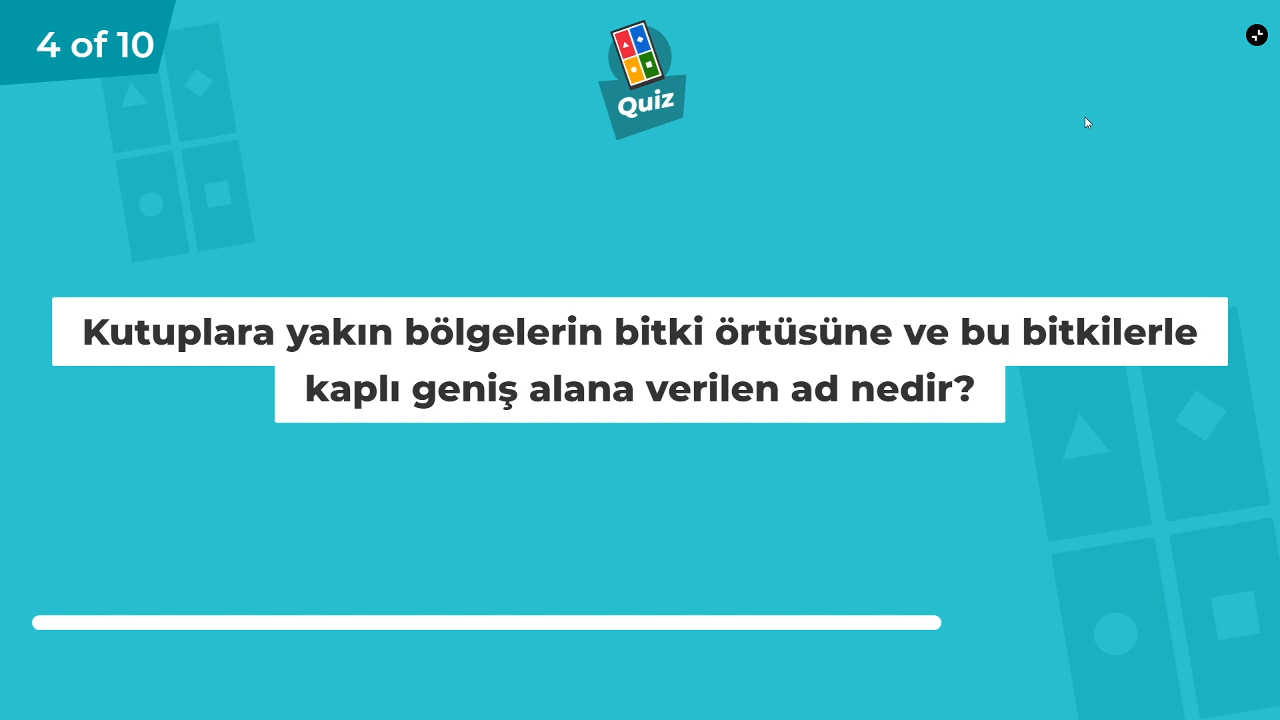 4 of 10
Quiz
Kutuplara yakın bölgelerin bitki örtüsüne ve bu bitkilerle
kaplı geniş alana verilen ad nedir?